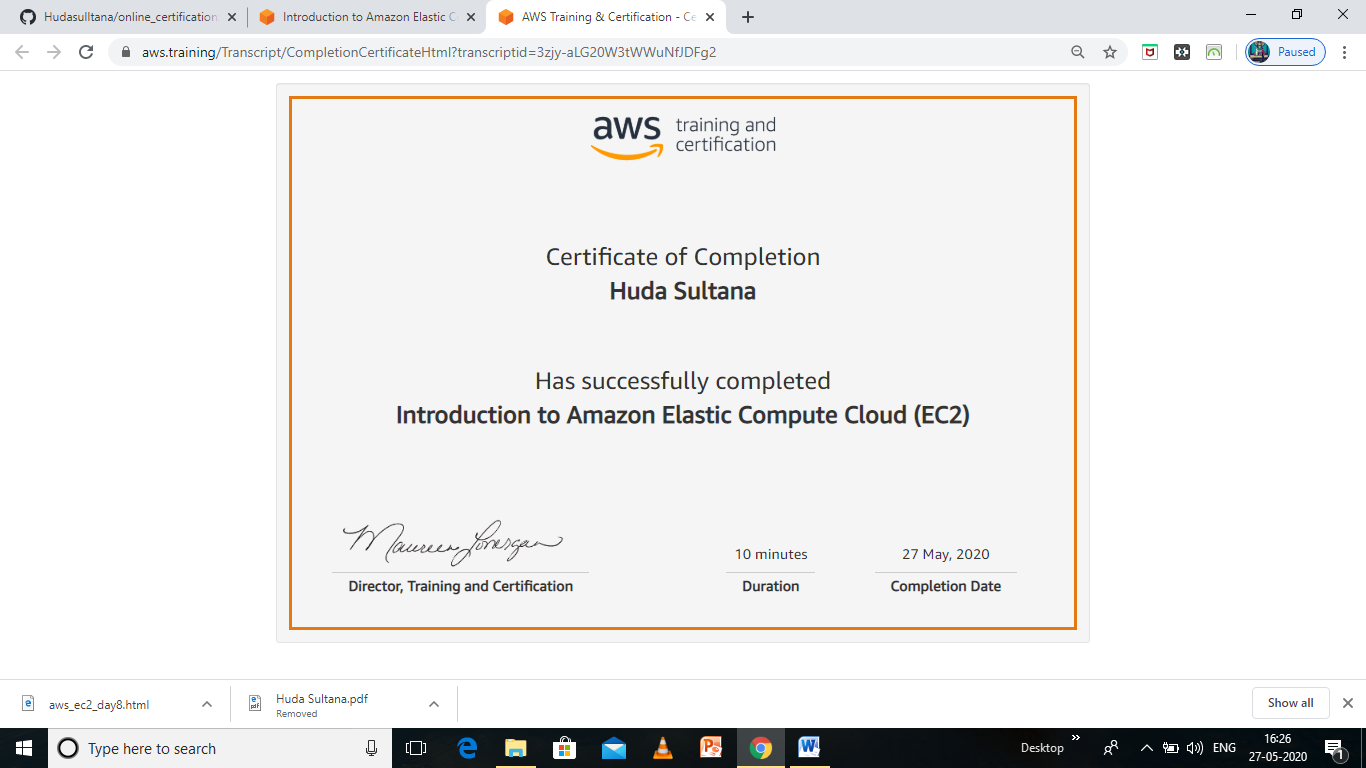 Hudasulltana/online_certification
Introduction to Amazon Elastic C
AWS Training & Certification - Ce
aws.training/Transcript/CompletionCertificateHtml?transcriptid=3zjy-aLG20W3tWWuNfJDFg2
Paused
aws training and
certification
Certificate of Completion
Huda Sultana
Has successfully completed
Introduction to Amazon Elastic Compute Cloud (EC2)
Maureen Lonergan
10 minutes
27 May, 2020
Director, Training and Certification
Duration
Completion Date
aws_ec2_day8.html
Huda Sultana.pdf
Removed
Show all
Type here to search
Desktop
ENG
16:26
27-05-2020
1